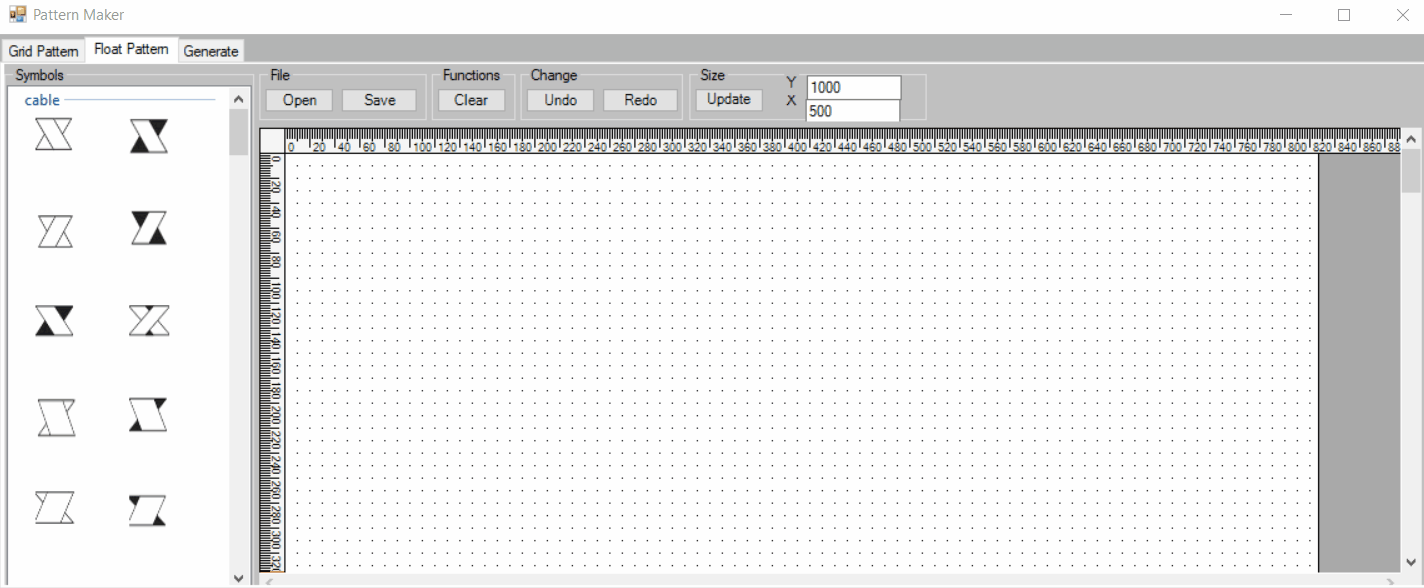 Pattern Maker
Grid Pattern Float Pattern Generate
Symbols File Functions Change Size
cable
Open Save Clear Undo Redo Update
Y 1000
X 500
0 20 40 60 80 100 120 140 160 180 200 220 240 260 280 300 320 340 360 380 400 420 440 460 480 500 520 540 560 580 600 620 640 660 680 700 720 740 760 780 800 820 840 860 88
0
20
40
60
80
100
120
140
160
180
200
220
240
260
280
300
320